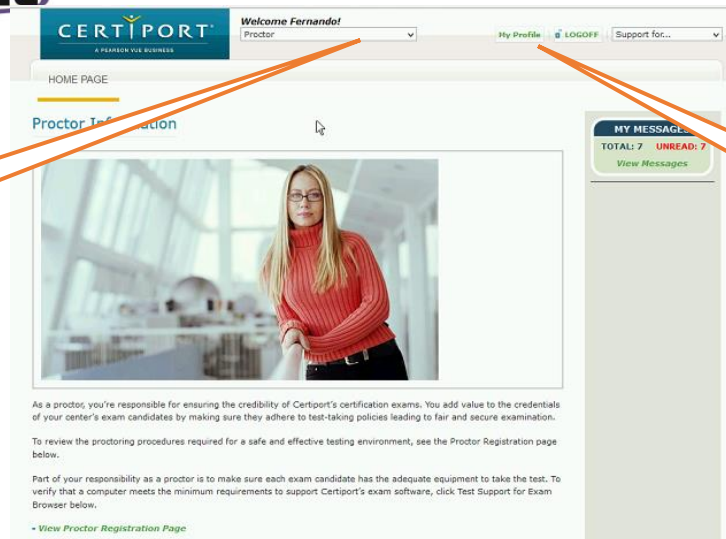 CERTIPORT
A PEARSON VUE BUSINESS
Welcome Fernando!
Proctor
My Profile
LOGOFF
Support for...
HOME PAGE
Proctor
MY MESSAGES
TOTAL: 7 UNREAD: 7
View Messages
As a proctor, you're responsible for ensuring the credibility of Certiport's certification exams. You add value to the credentials
of your center's exam candidates by making sure they adhere to test-taking policies leading to fair and secure examination.
To review the proctoring procedures required for a safe and effective testing environment, see the Proctor Registration page
below.
Part of your responsibility as a proctor is to make sure each exam candidate has the adequate equipment to take the test. To
verify that a computer meets the minimum requirements to support Certiport's exam software, click Test Support for Exam
Browser below.
- View Proctor Registration Page